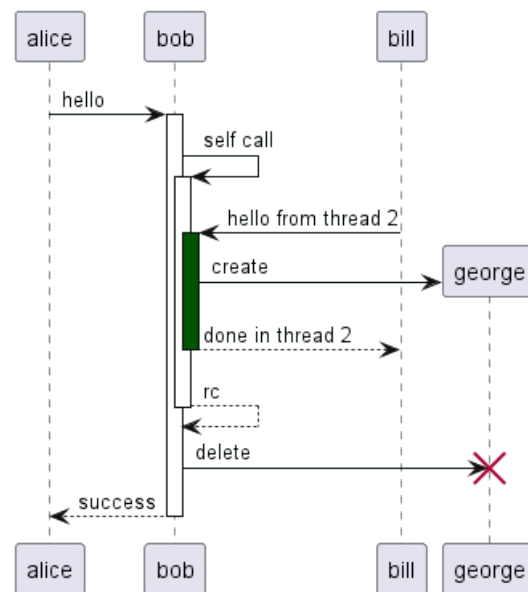 alice bob bill
hello
self call
hello from thread 2
create
george
done in thread 2
rc
delete
success
alice bob bill george